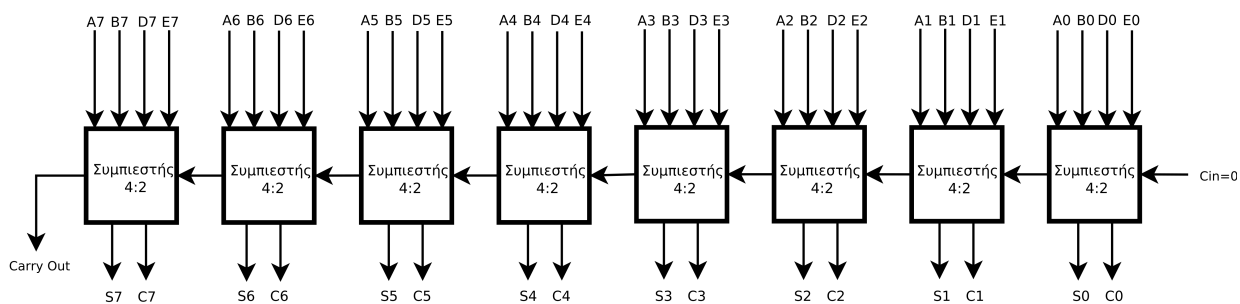 A7 B7 D7 E7 A6 B6 D6 E6 A5 B5 D5 E5 A4 B4 D4 E4 A3 B3 D3 E3 A2 B2 D2 E2 A1 B1 D1 E1 A0 B0 D0 E0
Συμπιεστής Συμπιεστής Συμπιεστής Συμπιεστής Συμπιεστής Συμπιεστής Συμπιεστής Συμπιεστής Cin=0
4:2 4:2 4:2 4:2 4:2 4:2 4:2 4:2
Carry Out
S7 C7 S6 C6 S5 C5 S4 C4 S3 C3 S2 C2 S1 C1 S0 C0